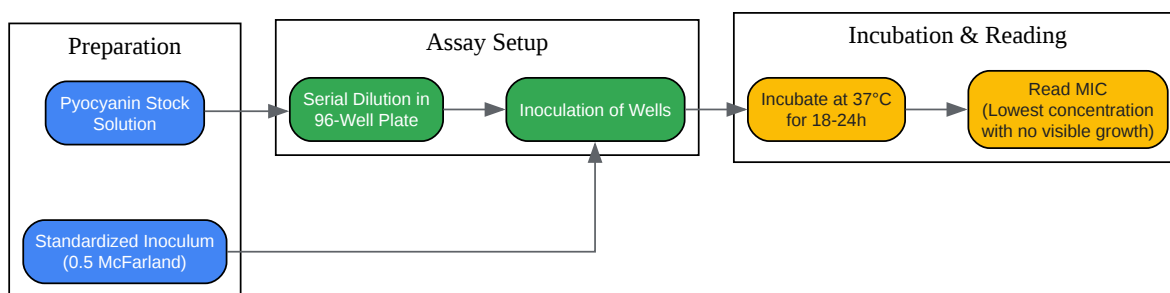 Preparation
Pyocyanin Stock
Solution
Standardized Inoculum
(0.5 McFarland)
Assay Setup
Serial Dilution in
96-Well Plate
Inoculation of Wells
Incubation & Reading
Incubate at 37°C
for 18-24h
Read MIC
(Lowest concentration
with no visible growth)